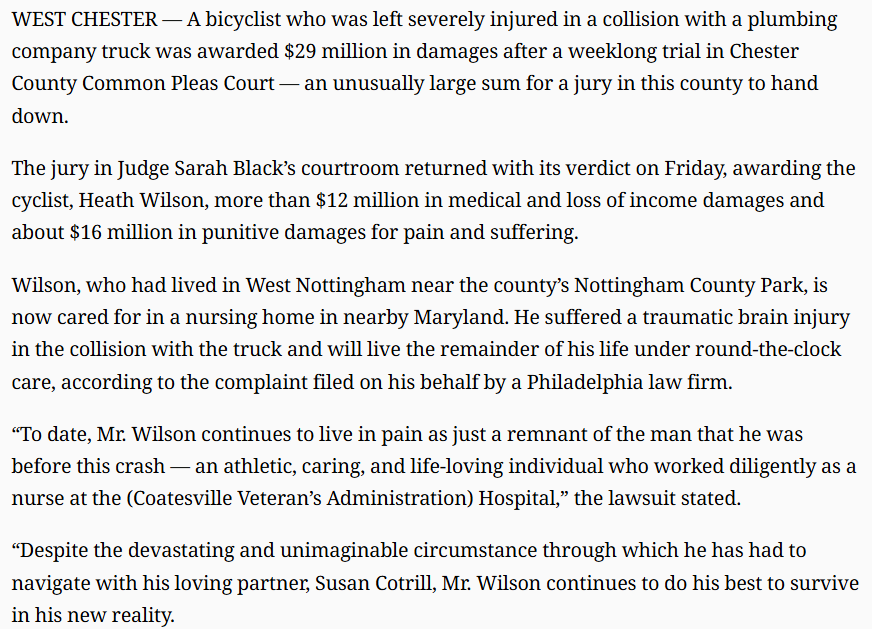 WEST CHESTER — A bicyclist who was left severely injured in a collision with a plumbing
company truck was awarded $29 million in damages after a weeklong trial in Chester
County Common Pleas Court — an unusually large sum for a jury in this county to hand
down.
The jury in Judge Sarah Black’s courtroom returned with its verdict on Friday, awarding the
cyclist, Heath Wilson, more than $12 million in medical and loss of income damages and
about $16 million in punitive damages for pain and suffering.
Wilson, who had lived in West Nottingham near the county’s Nottingham County Park, is
now cared for in a nursing home in nearby Maryland. He suffered a traumatic brain injury
in the collision with the truck and will live the remainder of his life under round-the-clock
care, according to the complaint filed on his behalf by a Philadelphia law firm.
“To date, Mr. Wilson continues to live in pain as just a remnant of the man that he was
before this crash — an athletic, caring, and life-loving individual who worked diligently as a
nurse at the (Coatesville Veteran’s Administration) Hospital,” the lawsuit stated.
“Despite the devastating and unimaginable circumstance through which he has had to
navigate with his loving partner, Susan Cotrill, Mr. Wilson continues to do his best to survive
in his new reality.